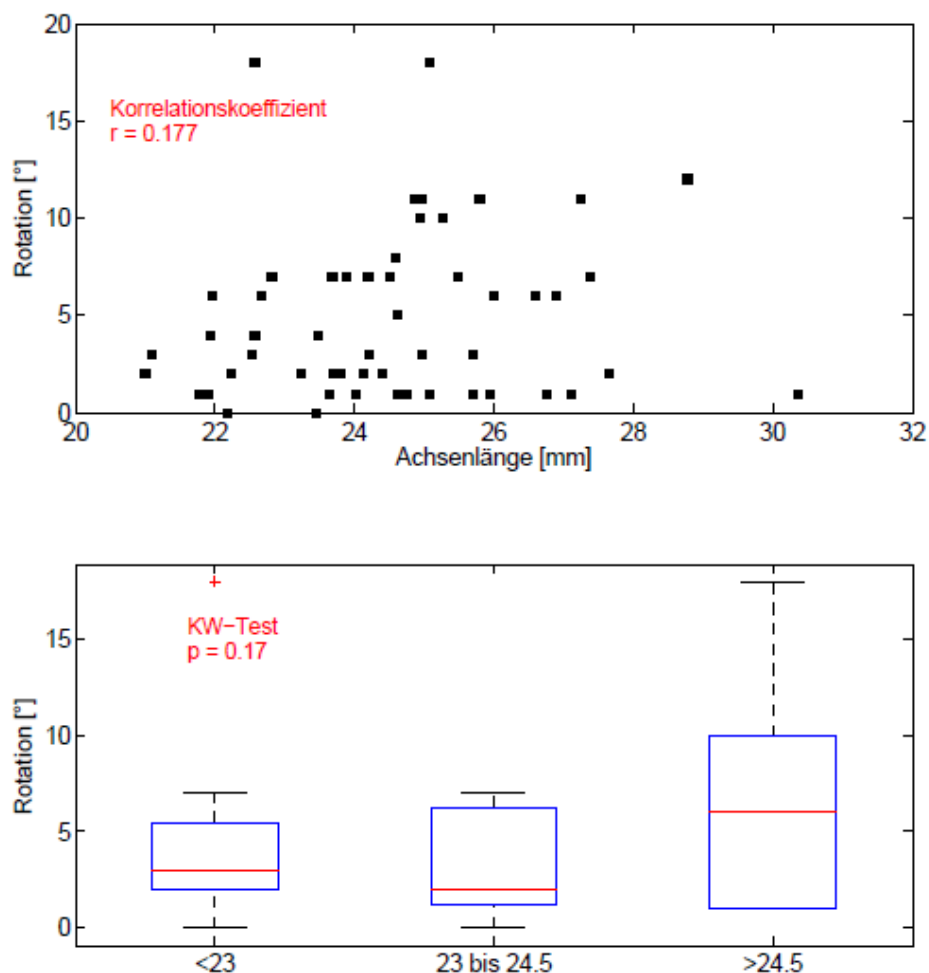 20
Korrelationskoeffizient
r = 0.177
15
Rotation [°]
10
5
0
20 22 24 26 28 30 32
Achsenlänge [mm]
KW−Test
p = 0.17
15
Rotation [°]
10
5
0
<23 23 bis 24.5 >24.5